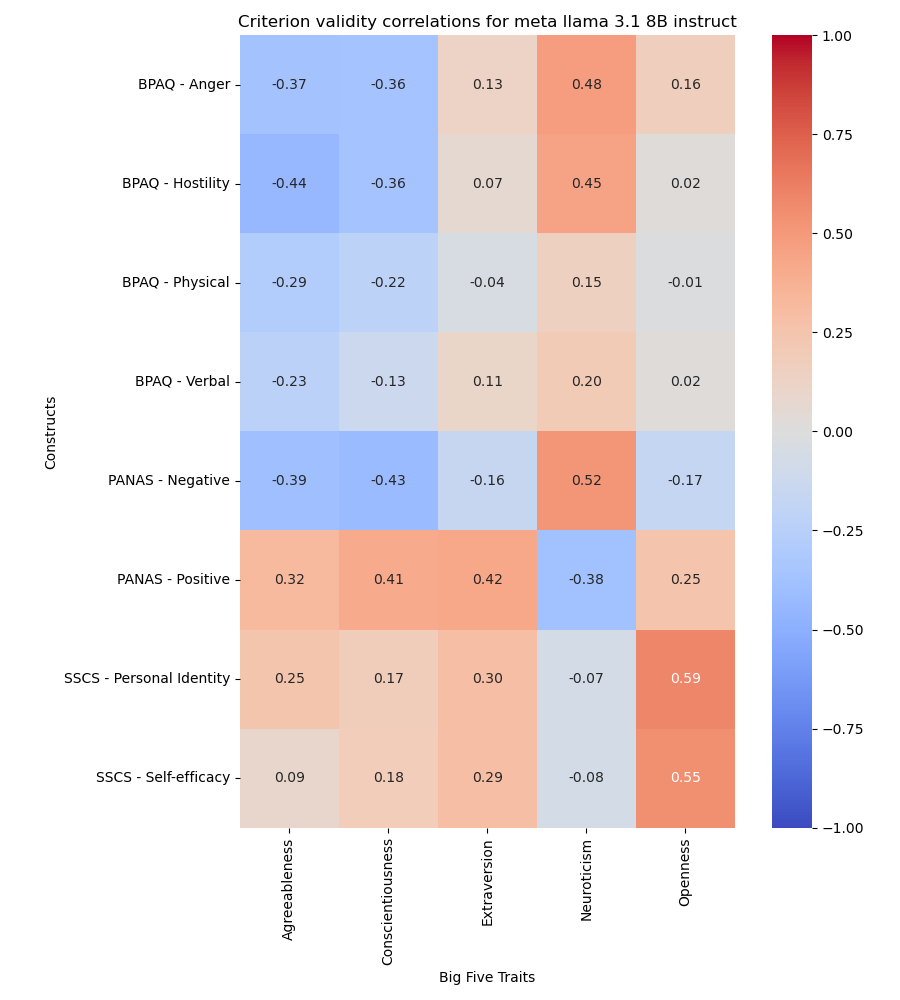 Criterion validity correlations for meta llama 3.1 8B instruct
Constructs
BPAQ - Anger -0.37 -0.36 0.13 0.48 0.16
BPAQ - Hostility -0.44 -0.36 0.07 0.45 0.02
BPAQ - Physical -0.29 -0.22 -0.04 0.15 -0.01
BPAQ - Verbal -0.23 -0.13 0.11 0.20 0.02
PANAS - Negative -0.39 -0.43 -0.16 0.52 -0.17
PANAS - Positive 0.32 0.41 0.42 -0.38 0.25
SSCS - Personal Identity 0.25 0.17 0.30 -0.07 0.59
SSCS - Self-efficacy 0.09 0.18 0.29 -0.08 0.55
Agreeableness
Conscientiousness
Extraversion
Neuroticism
Openness
Big Five Traits
1.00
0.75
0.50
0.25
0.00
−0.25
−0.50
−0.75
−1.00